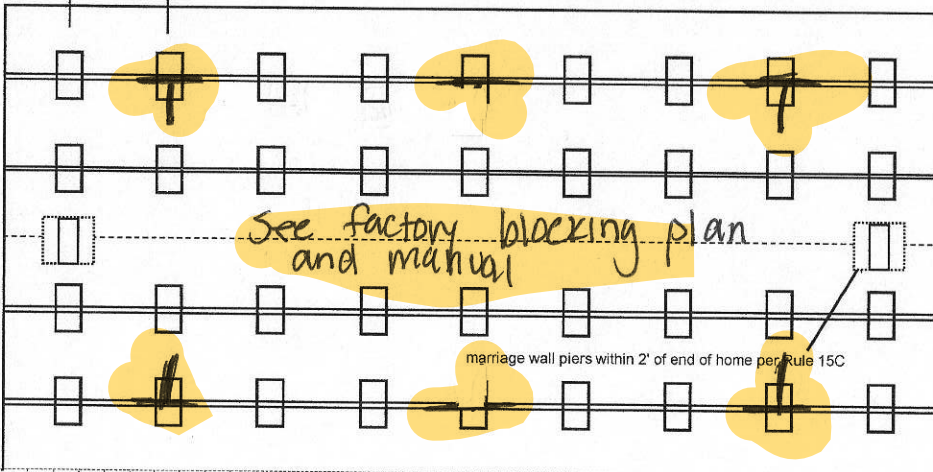 See factory blocking plan
and manual
marriage wall piers within 2' of end of home per Rule 15C